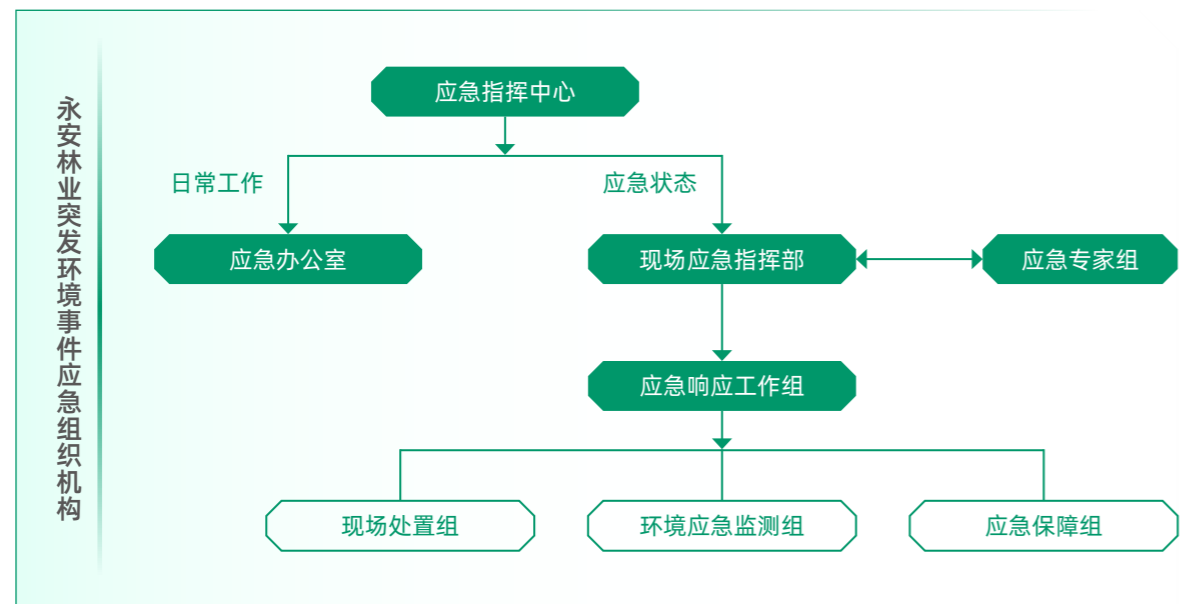 永安林业突发环境事件应急组织机构
应急指挥中心
日常工作
应急状态
应急办公室
现场应急指挥部
应急专家组
应急响应工作组
现场处置组
环境应急监测组
应急保障组